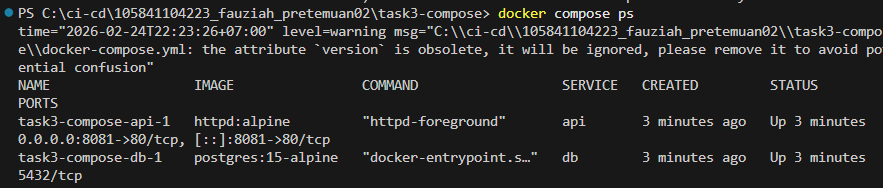 PS C:\ci-cd\105841104223_fauziah_pretemuan02\task3-compose> docker compose ps
time="2026-02-24T22:23:26+07:00" level=warning msg="C:\\ci-cd\\105841104223_fauziah_pretemuan02\\task3-compos
e\\docker-compose.yml: the attribute `version` is obsolete, it will be ignored, please remove it to avoid pot
ential confusion"
NAME IMAGE COMMAND SERVICE CREATED STATUS
PORTS
task3-compose-api-1 httpd:alpine "httpd-foreground" api 3 minutes ago Up 3 minutes
0.0.0.0:8081->80/tcp, [::]:8081->80/tcp
task3-compose-db-1 postgres:15-alpine "docker-entrypoint.s…" db 3 minutes ago Up 3 minutes
5432/tcp